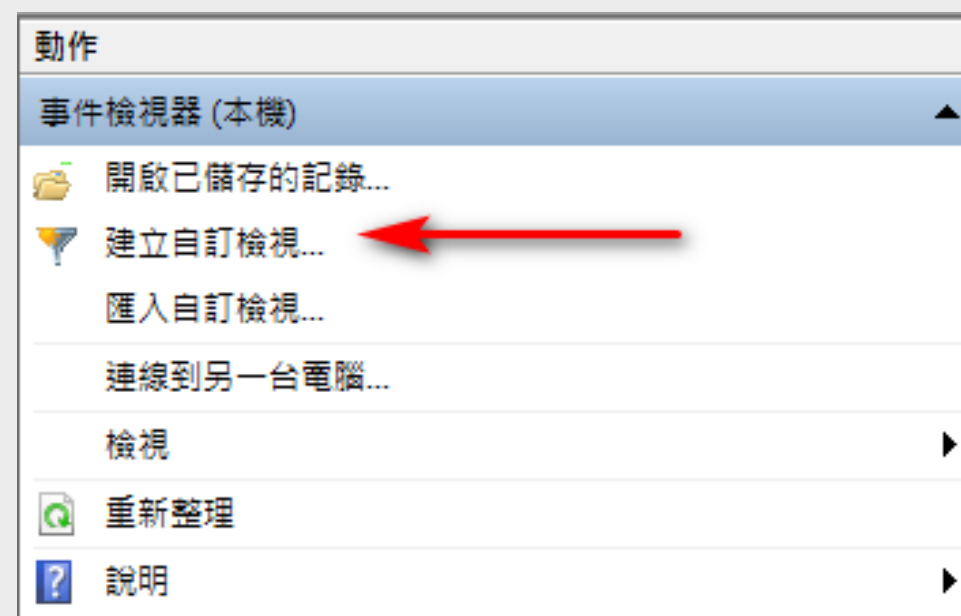 動作
事件檢視器 (本機)
開啟已儲存的記錄...
建立自訂檢視...
匯入自訂檢視...
連線到另一台電腦...
檢視
重新整理
說明